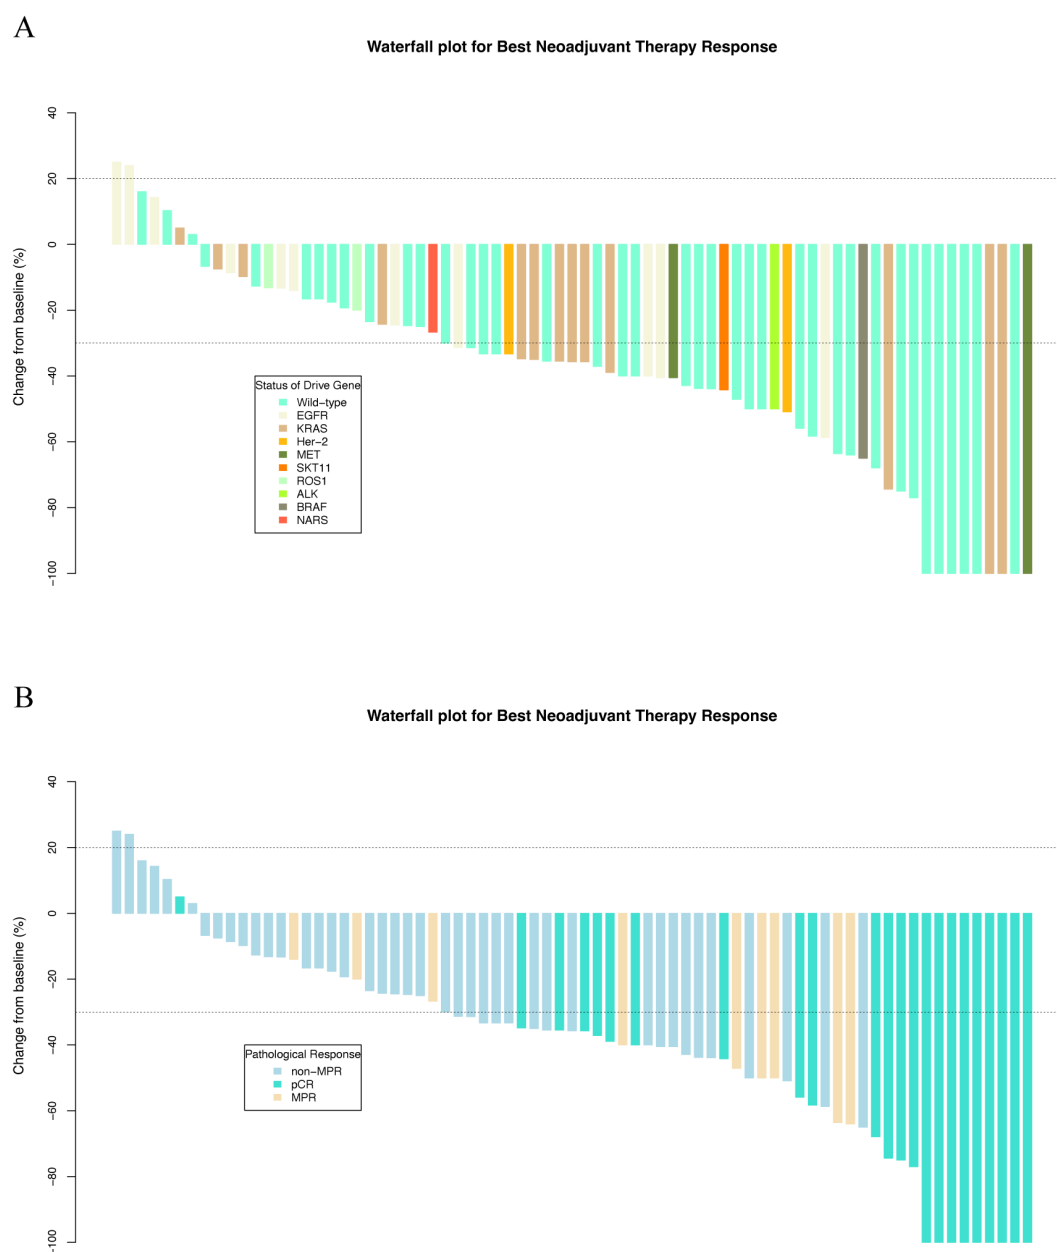 A
Waterfall plot for Best Neoadjuvant Therapy Response
Change from baseline (%)
40
20
0
−20
−40
−60
−80
−100
Status of Drive Gene
Wild−type
EGFR
KRAS
Her−2
MET
SKT11
ROS1
ALK
BRAF
NARS
B
Waterfall plot for Best Neoadjuvant Therapy Response
Change from baseline (%)
40
20
0
−20
−40
−60
−80
−100
Pathological Response
non−MPR
pCR
MPR